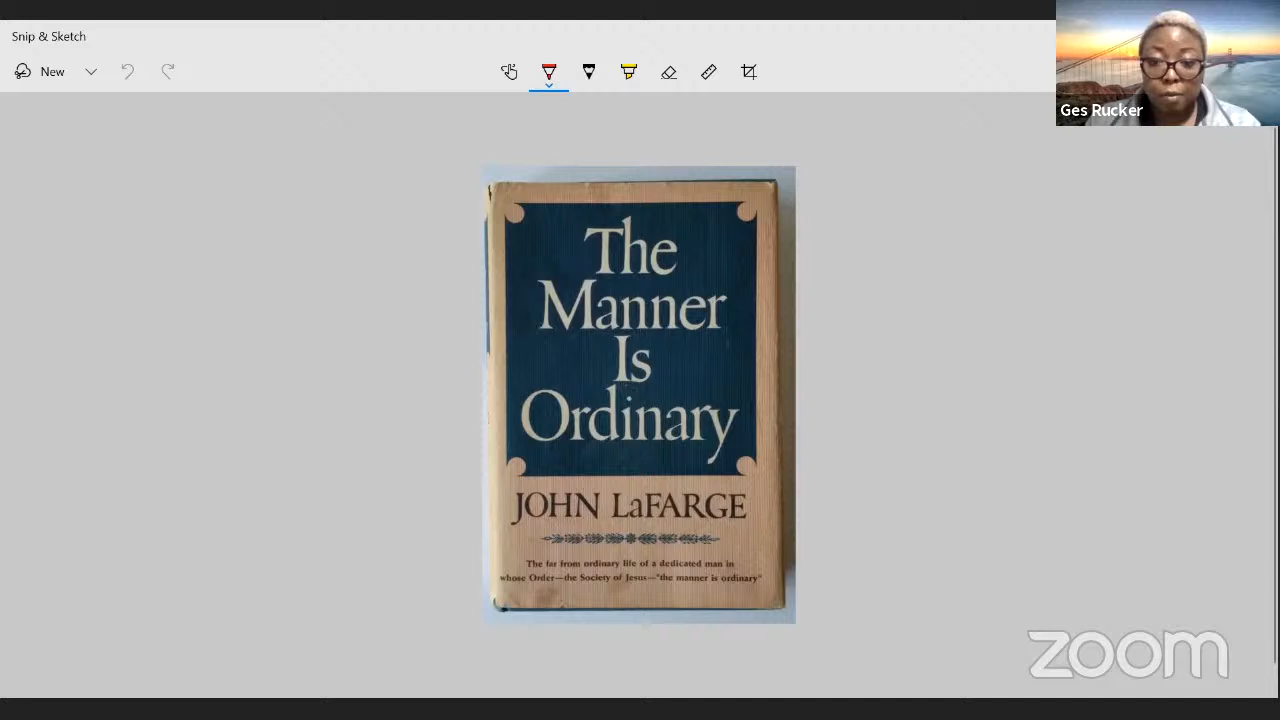 Snip & Sketch
New
Ges Rucker
The
Manner
Is
Ordinary
JOHN LaFARGE
The far from ordinary life of a dedicated man in
whose Order—the Society of Jesus—"the manner is ordinary"
zoom